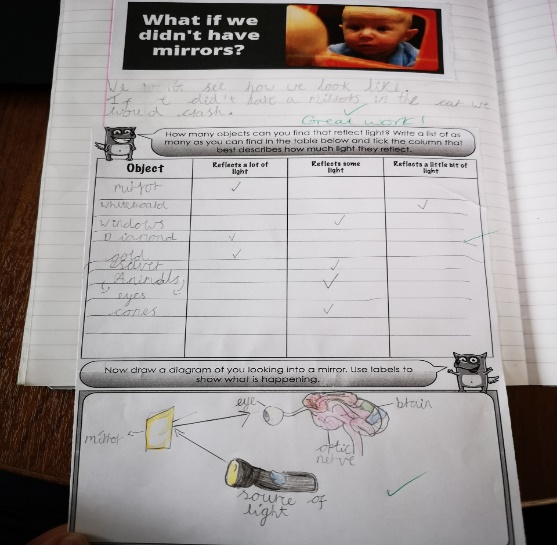 What if we
didn't have
mirrors?
see how we look like.
If didn't have a mirrors in the car we
would crash.
Great work!
How many objects can you find that reflect light? Write a list of as
many as you can find in the table below and tick the column that
best describes how much light they reflect.
Object
Reflects a lot of light
Reflects some light
Reflects a little bit of light
mirror
whiteboard
windows
Diamond
gold
silver
Animals
eyes
cones
Now draw a diagram of you looking into a mirror. Use labels to
show what is happening.
eye
brain
mirror
optic
nerve
source of
light